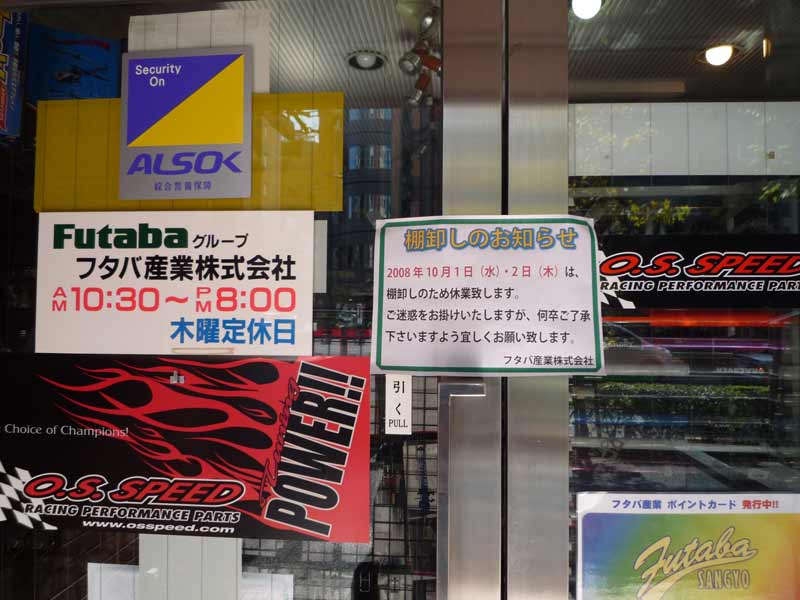 Security
On
ALSOK
綜合警備保障
Futaba グループ
フタバ産業株式会社
AM 10:30～PM 8:00
木曜定休日
棚卸しのお知らせ
2008年10月1日(水)・2日(木)は、
棚卸しのため休業致します。
ご迷惑をお掛けいたしますが、何卒ご了承
下さいますよう宜しくお願い致します。
フタバ産業株式会社
引く
PULL
Choice of Champions!
POWER!!
O.S. SPEED
RACING PERFORMANCE PARTS
www.osspeed.com
O.S. SPEED
RACING PERFORMANCE PARTS
フタバ産業 ポイントカード 発行中!!
Futaba
SANGYO